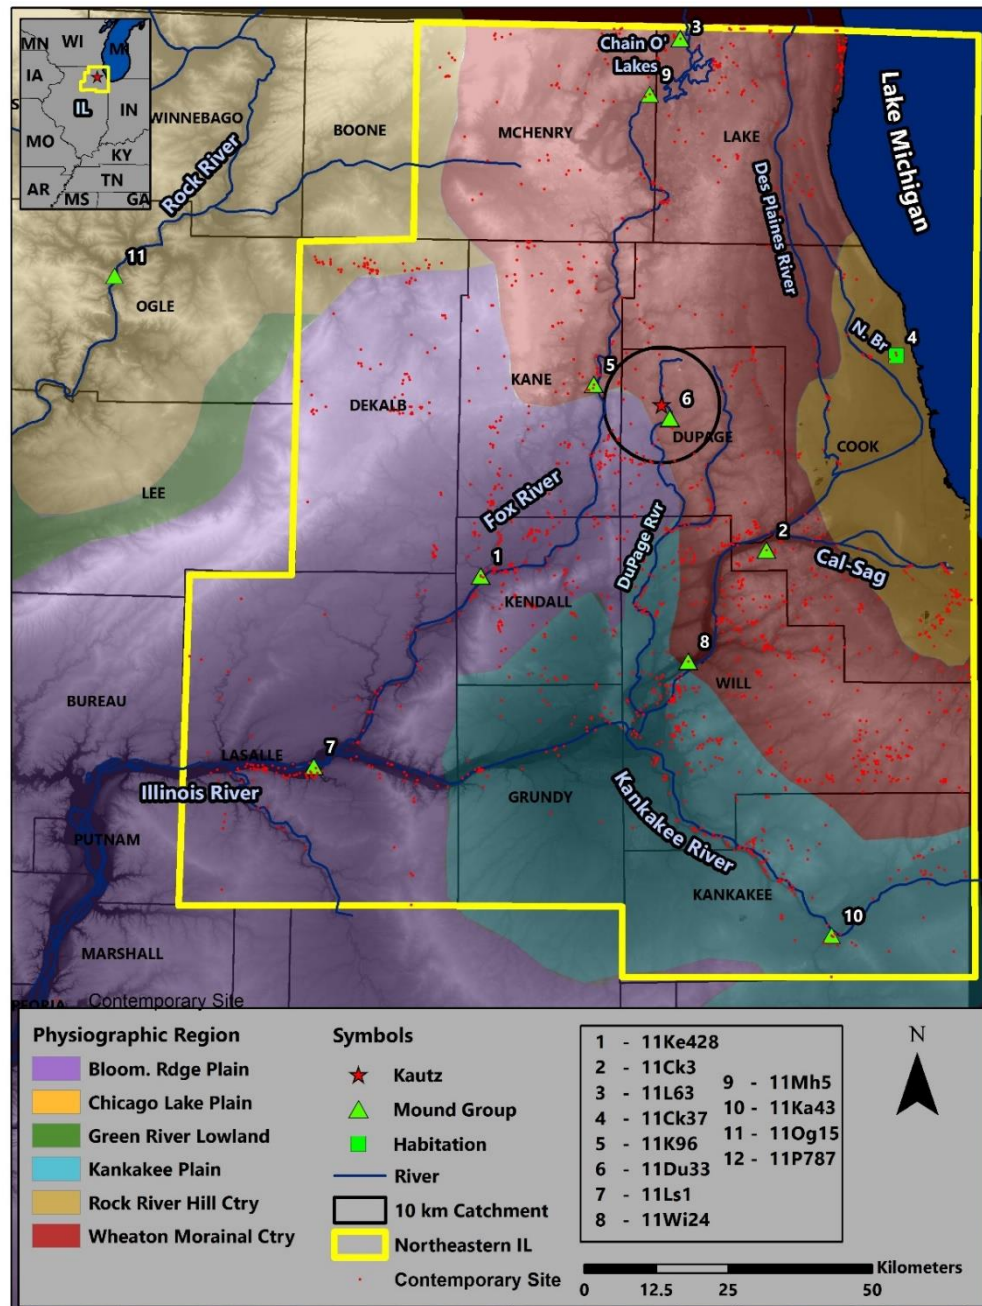 MN WI MI
IA
IL IN
MO
KY
AR TN
MS GA
WINNEBAGO
BOONE
MCHENRY
LAKE
Chain O'
Lakes
3
9
Rock River
Des Plaines River
Lake Michigan
11
OGLE
N. Br
4
5
KANE
DEKALB
6
DUPAGE
COOK
LEE
Fox River
DuPage Rvr
1
KENDALL
2
Cal-Sag
8
WILL
BUREAU
LASALLE
7
Illinois River
GRUNDY
Kankakee River
PUTNAM
KANKAKEE
10
MARSHALL
PEORIA
Contemporary Site
Physiographic Region
Bloom. Rdge Plain
Chicago Lake Plain
Green River Lowland
Kankakee Plain
Rock River Hill Ctry
Wheaton Morainal Ctry
Symbols
Kautz
Mound Group
Habitation
River
10 km Catchment
Northeastern IL
Contemporary Site
1 - 11Ke428
2 - 11Ck3
3 - 11L63
4 - 11Ck37
5 - 11K96
6 - 11Du33
7 - 11Ls1
8 - 11Wi24
9 - 11Mh5
10 - 11Ka43
11 - 11Og15
12 - 11P787
N
Kilometers
0 12.5 25 50